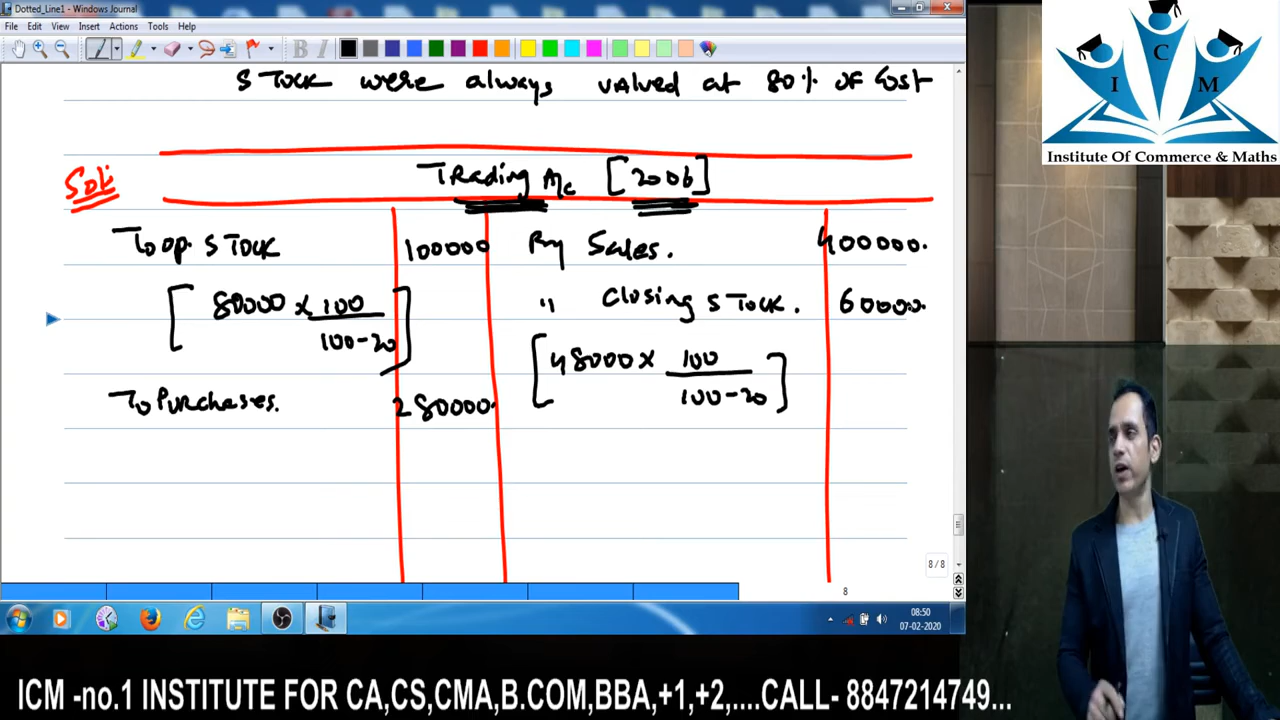 Dotted_Line1 - Windows Journal
File Edit View Insert Actions Tools Help
STOCK were always valued at 80% of Cost
Sol:
Trading A/c [2006]
To op. STOCK 100000 By Sales. 400000.
[80000 x 100 / 100-20] " Closing STOCK. 60000.
[48000 x 100 / 100-20]
To Purchases. 280000.
8 / 8
8
08:50
07-02-2020
I C M
Institute Of Commerce & Maths
ICM -no.1 INSTITUTE FOR CA,CS,CMA,B.COM,BBA,+1,+2,....CALL- 8847214749...